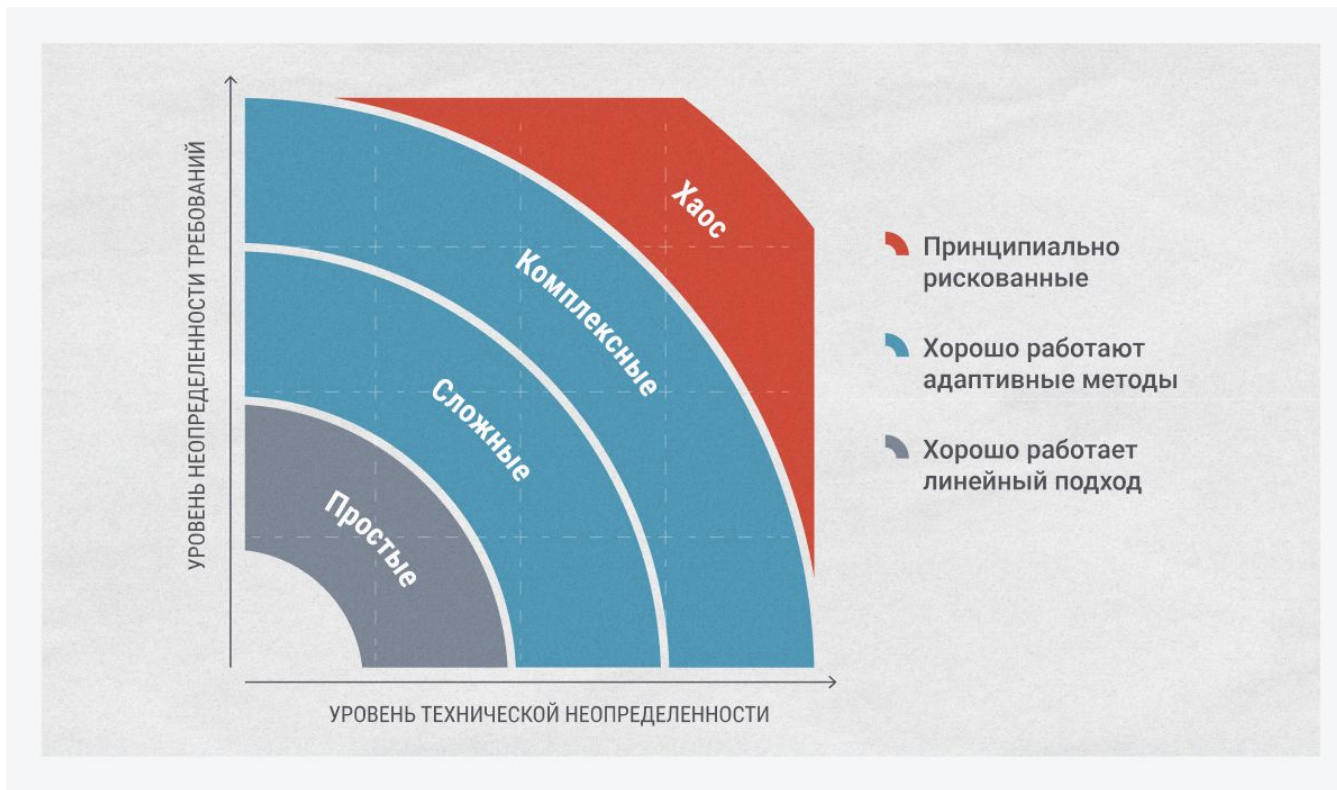 УРОВЕНЬ НЕОПРЕДЕЛЕННОСТИ ТРЕБОВАНИЙ
Хаос
Комплексные
Сложные
Простые
УРОВЕНЬ ТЕХНИЧЕСКОЙ НЕОПРЕДЕЛЕННОСТИ
Принципиально
рискованные
Хорошо работают
адаптивные методы
Хорошо работает
линейный подход